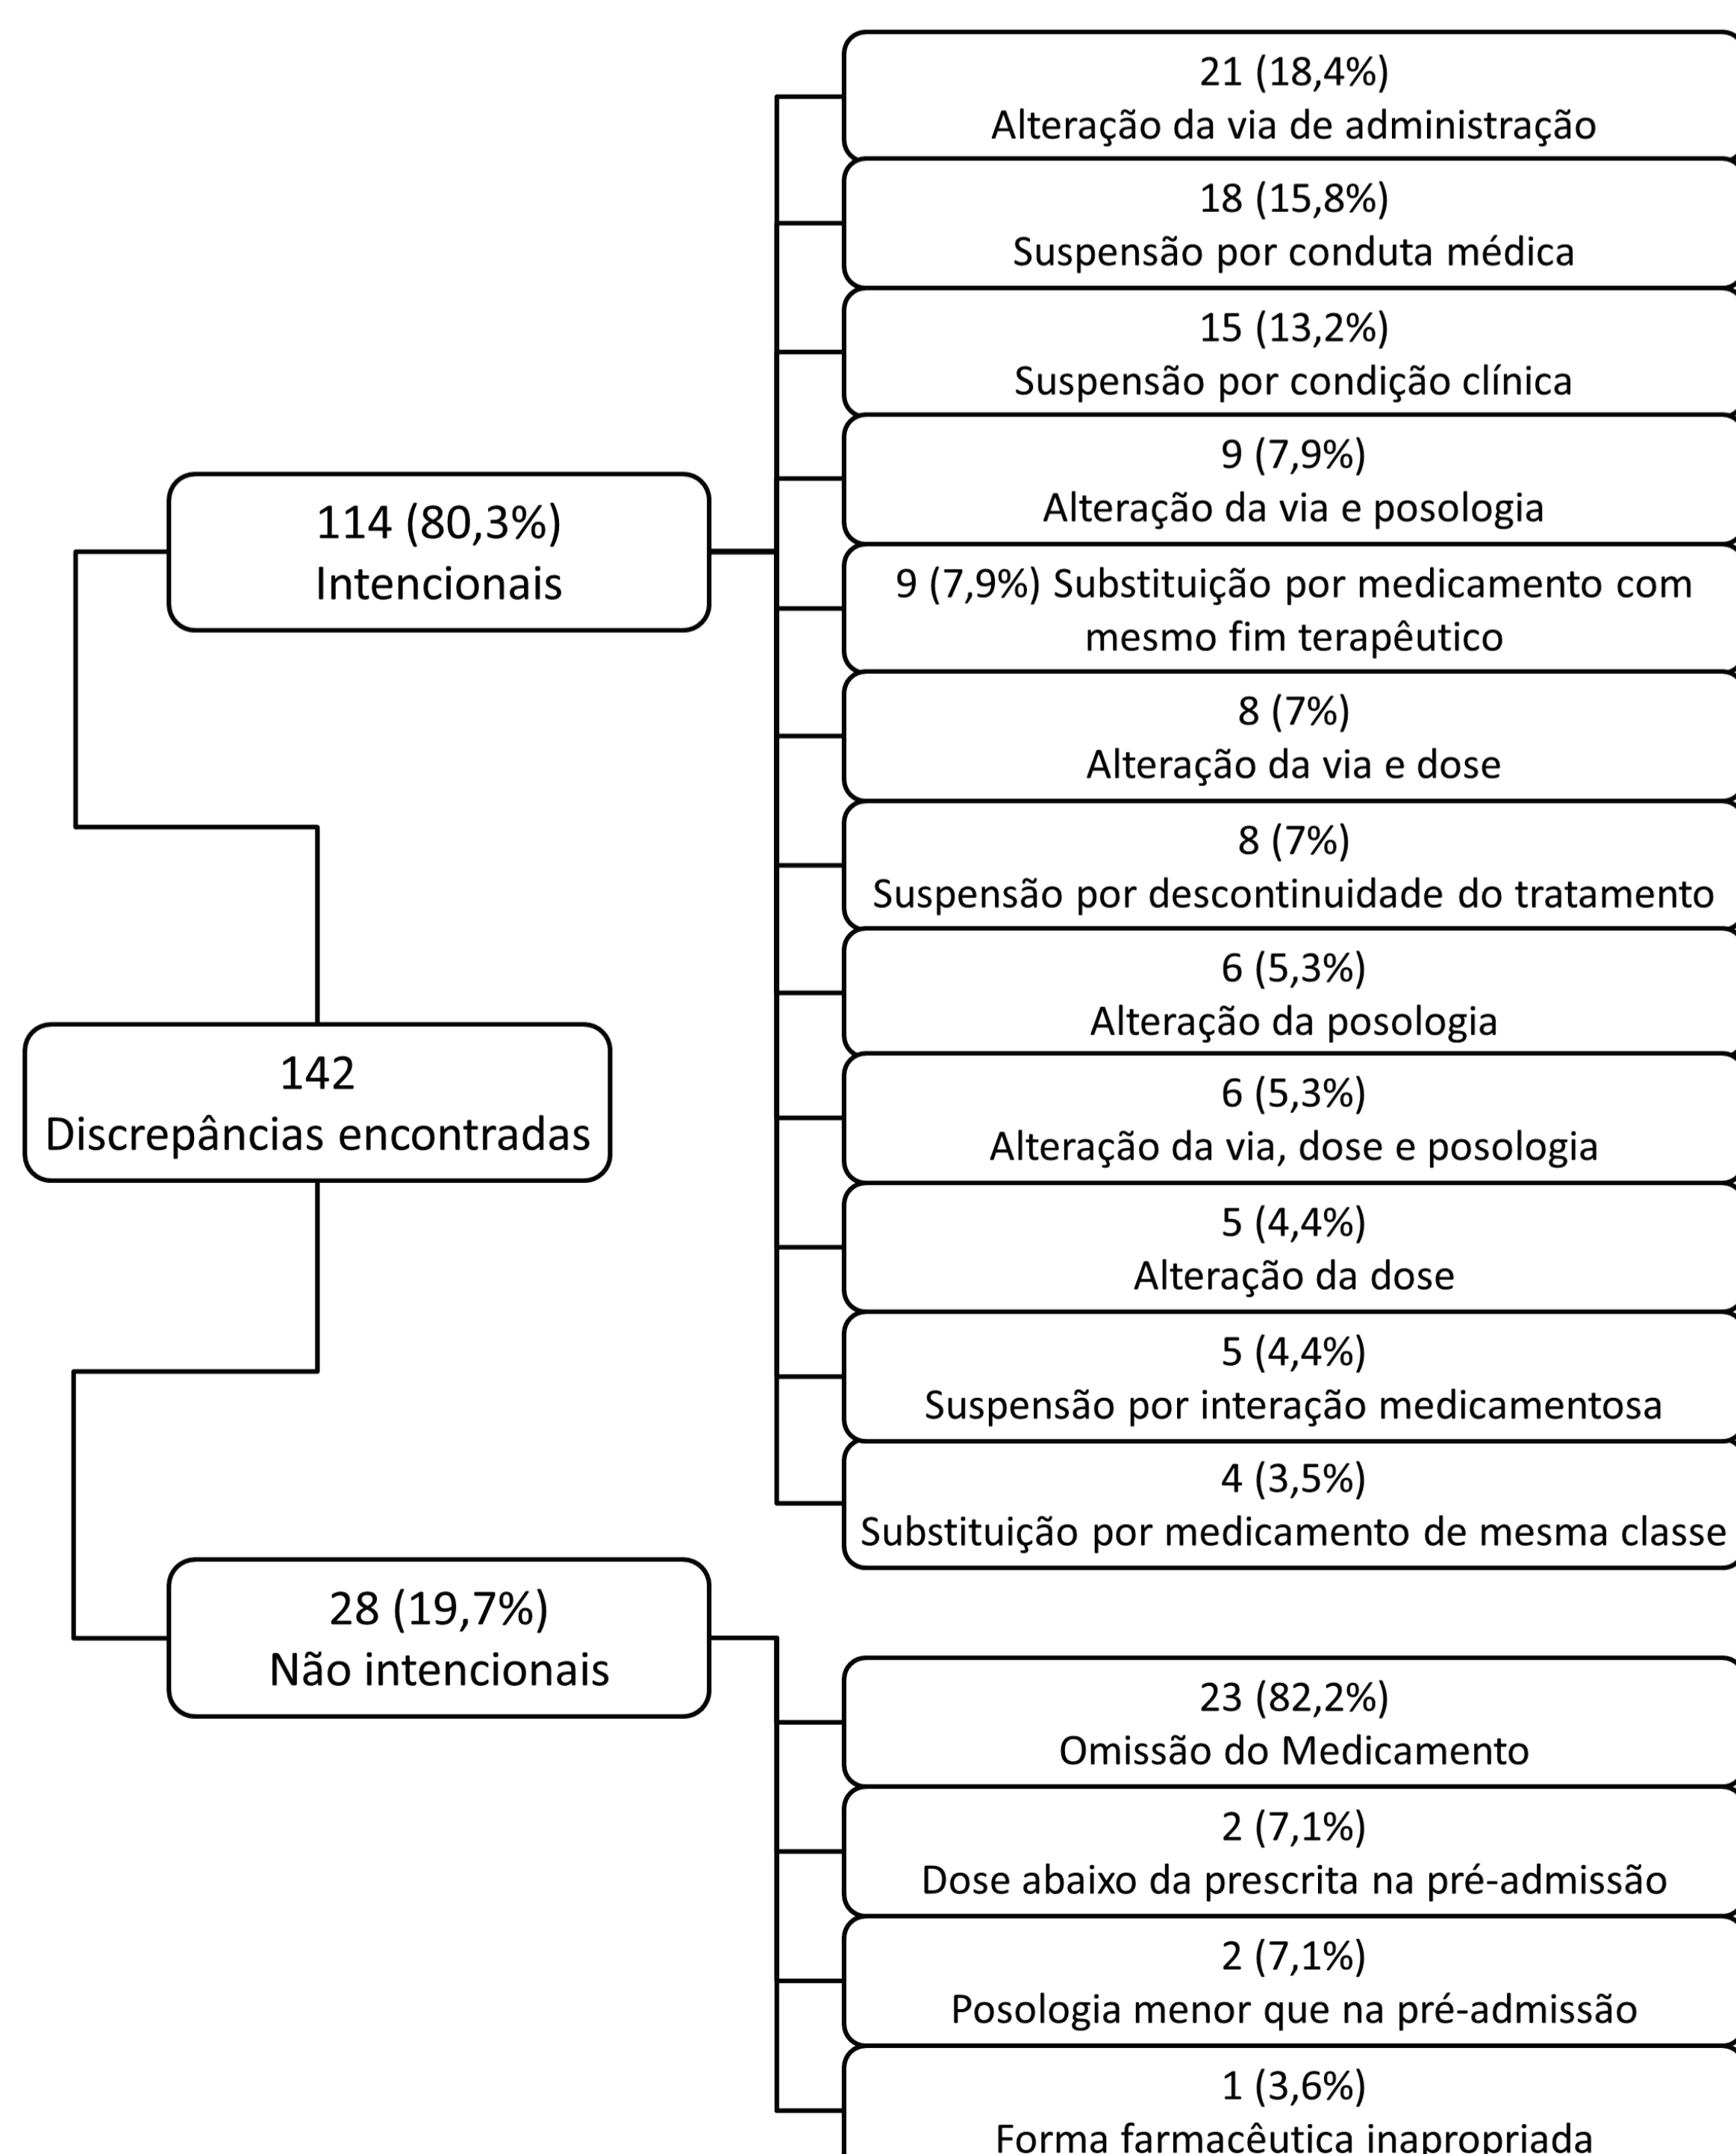 21 (18,4%)
Alteração da via de administração
18 (15,8%)
Suspensão por conduta médica
15 (13,2%)
Suspensão por condição clínica
9 (7,9%)
Alteração da via e posologia
114 (80,3%)
Intencionais
9 (7,9%) Substituição por medicamento com
mesmo fim terapêutico
8 (7%)
Alteração da via e dose
8 (7%)
Suspensão por descontinuidade do tratamento
6 (5,3%)
Alteração da posologia
142
Discrepâncias encontradas
6 (5,3%)
Alteração da via, dose e posologia
5 (4,4%)
Alteração da dose
5 (4,4%)
Suspensão por interação medicamentosa
4 (3,5%)
Substituição por medicamento de mesma classe
28 (19,7%)
Não intencionais
23 (82,2%)
Omissão do Medicamento
2 (7,1%)
Dose abaixo da prescrita na pré-admissão
2 (7,1%)
Posologia menor que na pré-admissão
1 (3,6%)
Forma farmacêutica inapropriada